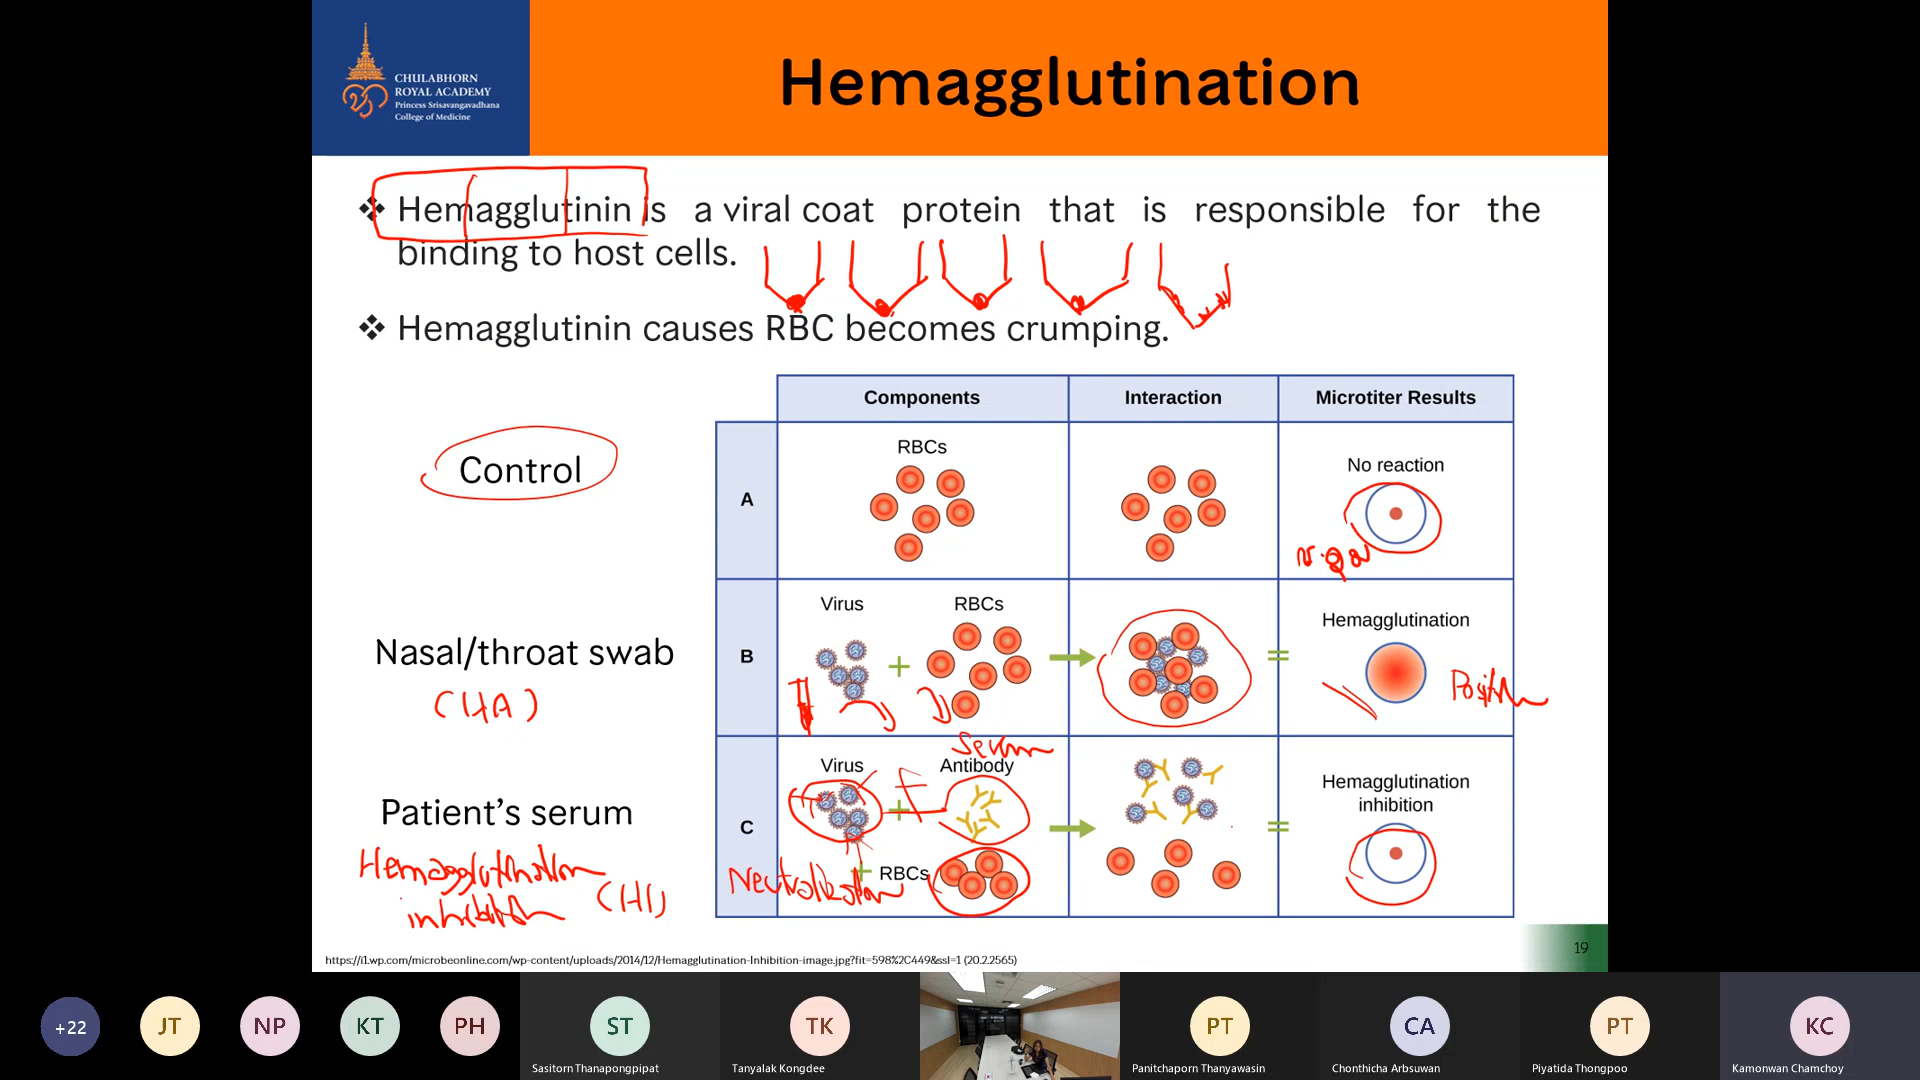 CHULABHORN
ROYAL ACADEMY
Princess Srisavangavadhana
College of Medicine
Hemagglutination
❖ Hemagglutinin is a viral coat protein that is responsible for the
binding to host cells.
❖ Hemagglutinin causes RBC becomes crumping.
Components Interaction Microtiter Results
Control
A
RBCs
No reaction
Nasal/throat swab
(HA)
B
Virus + RBCs
=
Hemagglutination
Patient's serum
Hemagglutination
inhibition (HI)
C
Serum
Virus + Antibody
Neutralization
+ RBCs
=
Hemagglutination
inhibition
19
https://i1.wp.com/microbeonline.com/wp-content/uploads/2014/12/Hemagglutination-Inhibition-image.jpg?fit=598%2C449&ssl=1 (20.2.2565)
+22 JT NP KT PH ST TK PT CA PT KC
Sasitorn Thanapongpipat Tanyalak Kongdee Panitchaporn Thanyawasin Chonthicha Arbsuwan Piyatida Thongpoo Kamonwan Chamchoy